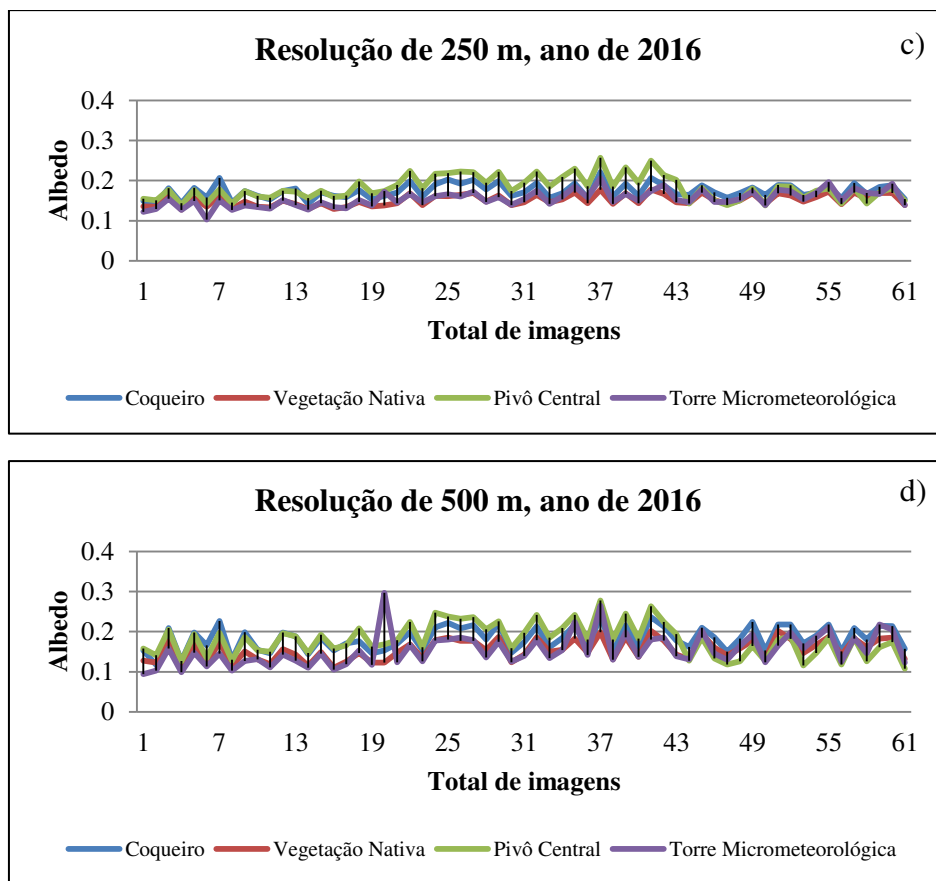 Resolução de 250 m, ano de 2016
c)
Albedo
0.4
0.3
0.2
0.1
0
1 7 13 19 25 31 37 43 49 55 61
Total de imagens
Coqueiro Vegetação Nativa Pivô Central Torre Micrometeorológica
Resolução de 500 m, ano de 2016
d)
Albedo
0.4
0.3
0.2
0.1
0
1 7 13 19 25 31 37 43 49 55 61
Total de imagens
Coqueiro Vegetação Nativa Pivô Central Torre Micrometeorológica